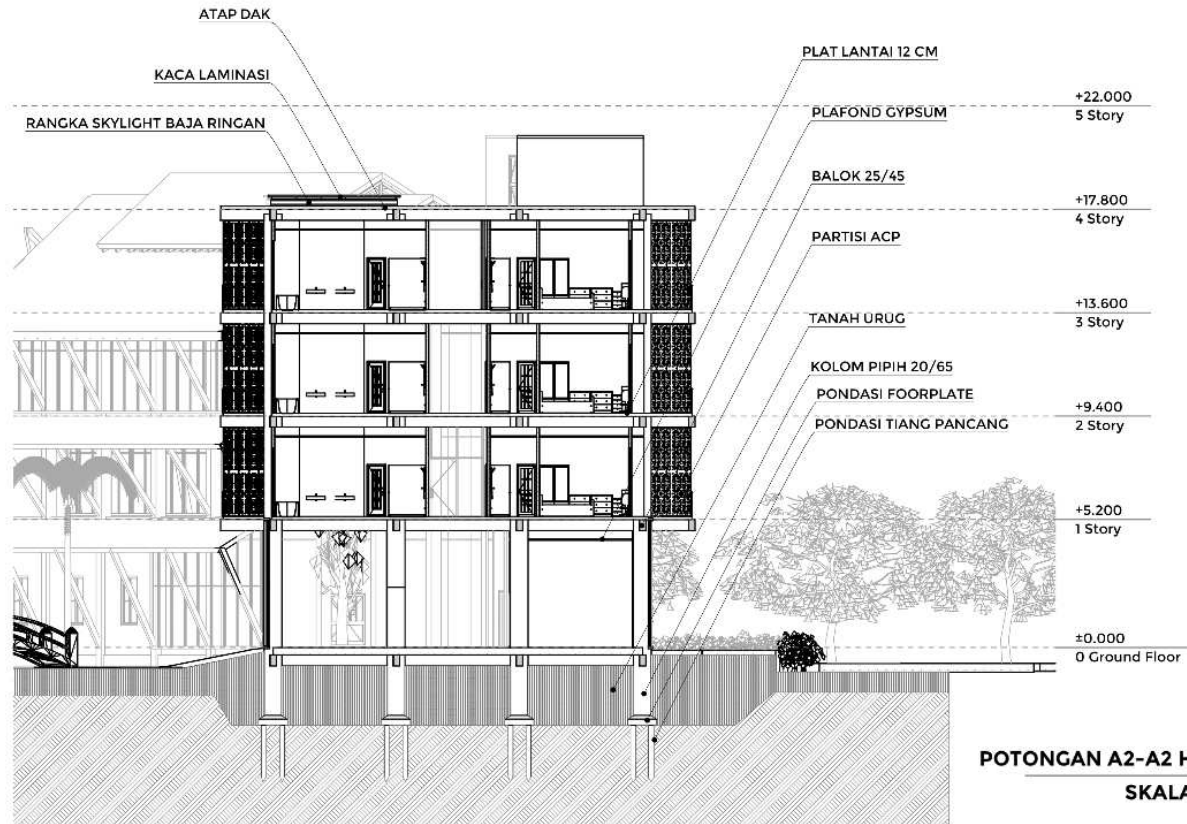 ATAP DAK
KACA LAMINASI
RANGKA SKYLIGHT BAJA RINGAN
PLAT LANTAI 12 CM
PLAFOND GYPSUM
BALOK 25/45
PARTISI ACP
TANAH URUG
KOLOM PIPIH 20/65
PONDASI FOORPLATE
PONDASI TIANG PANCANG
+22.000
5 Story
+17.800
4 Story
+13.600
3 Story
+9.400
2 Story
+5.200
1 Story
±0.000
0 Ground Floor
POTONGAN A2-A2 H
SKALA